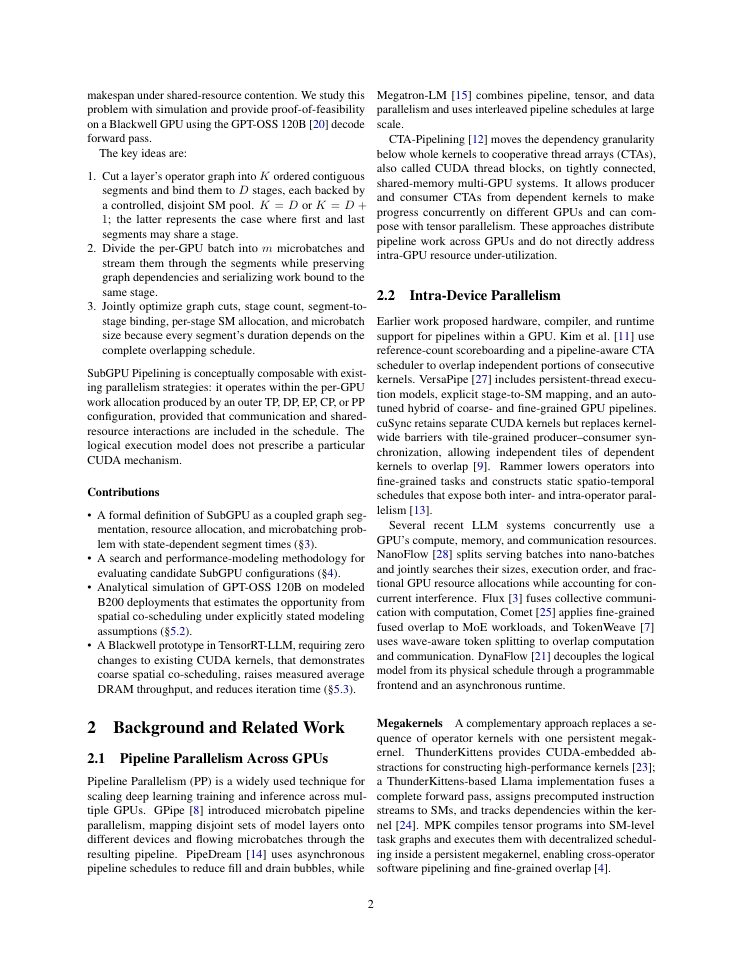 makespan under shared-resource contention. We study this
problem with simulation and provide proof-of-feasibility
on a Blackwell GPU using the GPT-OSS 120B [20] decode
forward pass.
The key ideas are:
1. Cut a layer's operator graph into K ordered contiguous
segments and bind them to D stages, each backed by
a controlled, disjoint SM pool. K = D or K = D +
1; the latter represents the case where first and last
segments may share a stage.
2. Divide the per-GPU batch into m microbatches and
stream them through the segments while preserving
graph dependencies and serializing work bound to the
same stage.
3. Jointly optimize graph cuts, stage count, segment-to-
stage binding, per-stage SM allocation, and microbatch
size because every segment's duration depends on the
complete overlapping schedule.
SubGPU Pipelining is conceptually composable with exist-
ing parallelism strategies: it operates within the per-GPU
work allocation produced by an outer TP, DP, EP, CP, or PP
configuration, provided that communication and shared-
resource interactions are included in the schedule. The
logical execution model does not prescribe a particular
CUDA mechanism.
Contributions
• A formal definition of SubGPU as a coupled graph seg-
mentation, resource allocation, and microbatching prob-
lem with state-dependent segment times (§3).
• A search and performance-modeling methodology for
evaluating candidate SubGPU configurations (§4).
• Analytical simulation of GPT-OSS 120B on modeled
B200 deployments that estimates the opportunity from
spatial co-scheduling under explicitly stated modeling
assumptions (§5.2).
• A Blackwell prototype in TensorRT-LLM, requiring zero
changes to existing CUDA kernels, that demonstrates
coarse spatial co-scheduling, raises measured average
DRAM throughput, and reduces iteration time (§5.3).
2 Background and Related Work
2.1 Pipeline Parallelism Across GPUs
Pipeline Parallelism (PP) is a widely used technique for
scaling deep learning training and inference across mul-
tiple GPUs. GPipe [8] introduced microbatch pipeline
parallelism, mapping disjoint sets of model layers onto
different devices and flowing microbatches through the
resulting pipeline. PipeDream [14] uses asynchronous
pipeline schedules to reduce fill and drain bubbles, while
Megatron-LM [15] combines pipeline, tensor, and data
parallelism and uses interleaved pipeline schedules at large
scale.
CTA-Pipelining [12] moves the dependency granularity
below whole kernels to cooperative thread arrays (CTAs),
also called CUDA thread blocks, on tightly connected,
shared-memory multi-GPU systems. It allows producer
and consumer CTAs from dependent kernels to make
progress concurrently on different GPUs and can com-
pose with tensor parallelism. These approaches distribute
pipeline work across GPUs and do not directly address
intra-GPU resource under-utilization.
2.2 Intra-Device Parallelism
Earlier work proposed hardware, compiler, and runtime
support for pipelines within a GPU. Kim et al. [11] use
reference-count scoreboarding and a pipeline-aware CTA
scheduler to overlap independent portions of consecutive
kernels. VersaPipe [27] includes persistent-thread execu-
tion models, explicit stage-to-SM mapping, and an auto-
tuned hybrid of coarse- and fine-grained GPU pipelines.
cuSync retains separate CUDA kernels but replaces kernel-
wide barriers with tile-grained producer–consumer syn-
chronization, allowing independent tiles of dependent
kernels to overlap [9]. Rammer lowers operators into
fine-grained tasks and constructs static spatio-temporal
schedules that expose both inter- and intra-operator paral-
lelism [13].
Several recent LLM systems concurrently use a
GPU's compute, memory, and communication resources.
NanoFlow [28] splits serving batches into nano-batches
and jointly searches their sizes, execution order, and frac-
tional GPU resource allocations while accounting for con-
current interference. Flux [3] fuses collective communi-
cation with computation, Comet [25] applies fine-grained
fused overlap to MoE workloads, and TokenWeave [7]
uses wave-aware token splitting to overlap computation
and communication. DynaFlow [21] decouples the logical
model from its physical schedule through a programmable
frontend and an asynchronous runtime.
Megakernels A complementary approach replaces a se-
quence of operator kernels with one persistent megak-
ernel. ThunderKittens provides CUDA-embedded ab-
stractions for constructing high-performance kernels [23];
a ThunderKittens-based Llama implementation fuses a
complete forward pass, assigns precomputed instruction
streams to SMs, and tracks dependencies within the ker-
nel [24]. MPK compiles tensor programs into SM-level
task graphs and executes them with decentralized schedul-
ing inside a persistent megakernel, enabling cross-operator
software pipelining and fine-grained overlap [4].
2